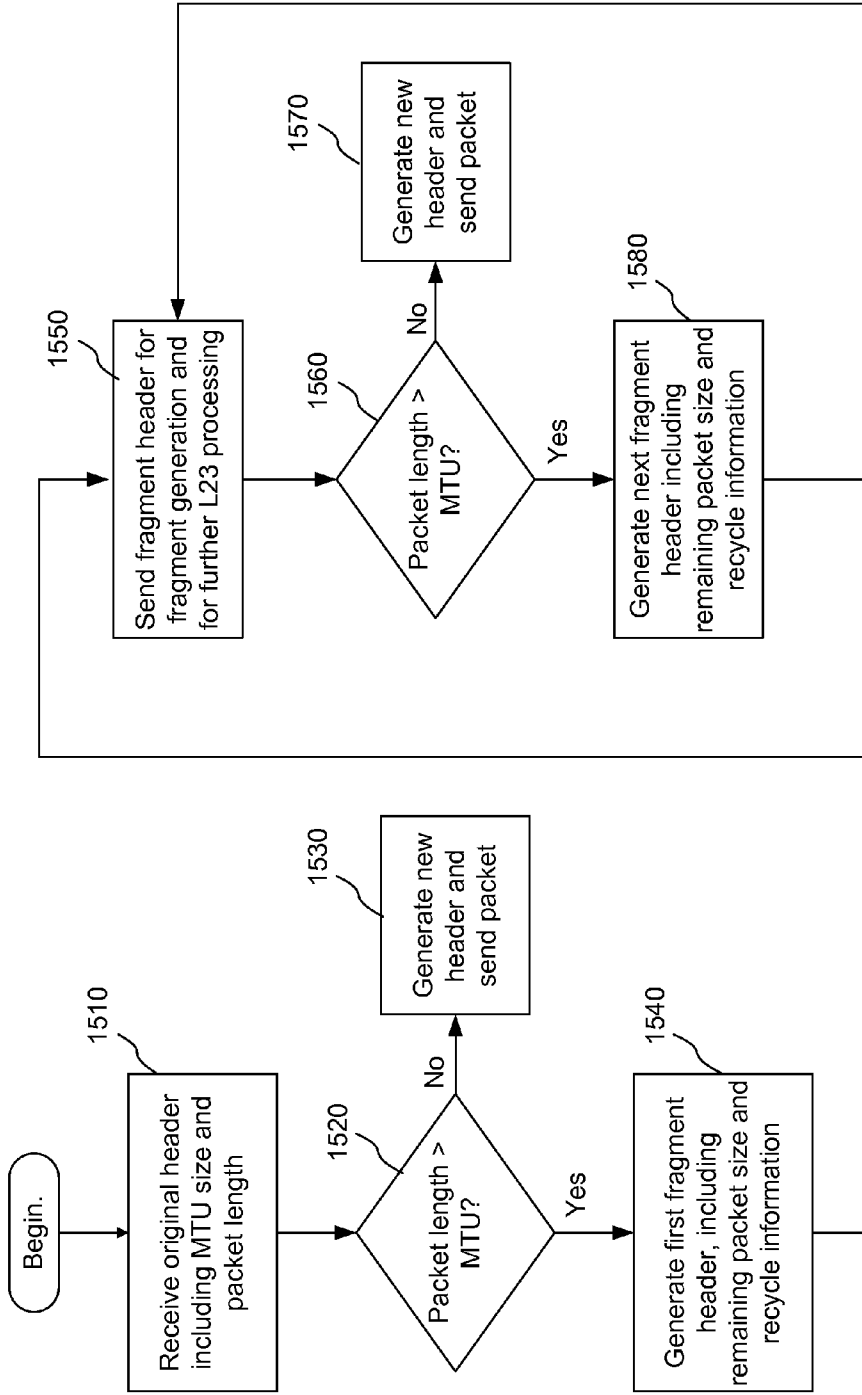 Begin.
1510
Receive original header
including MTU size and
packet length
1520
Packet length >
MTU?
No
1530
Generate new
header and
send packet
Yes
1540
Generate first fragment
header, including
remaining packet size and
recycle information
1550
Send fragment header for
fragment generation and
for further L23 processing
1560
Packet length >
MTU?
No
1570
Generate new
header and
send packet
Yes
1580
Generate next fragment
header including
remaining packet size and
recycle information